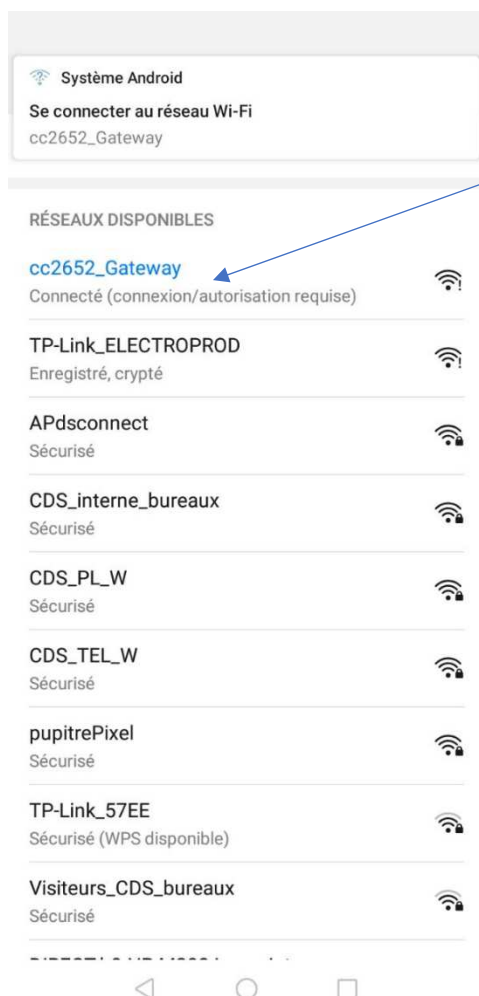 Système Android
Se connecter au réseau Wi-Fi
cc2652_Gateway
RÉSEAUX DISPONIBLES
cc2652_Gateway
Connecté (connexion/autorisation requise)
TP-Link_ELECTROPROD
Enregistré, crypté
APdsconnect
Sécurisé
CDS_interne_bureaux
Sécurisé
CDS_PL_W
Sécurisé
CDS_TEL_W
Sécurisé
pupitrePixel
Sécurisé
TP-Link_57EE
Sécurisé (WPS disponible)
Visiteurs_CDS_bureaux
Sécurisé